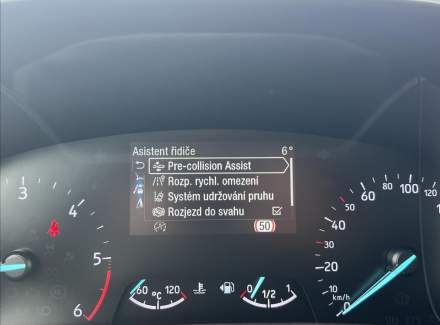 Asistent řidiče 6°
Pre-collision Assist
Rozp. rychl. omezení
Systém udržování pruhu
Rozjezd do svahu
50
3
4
5
6
60 °C 120
0 1/2 1
0
10
20
30
40
50
60
80
100
120
km/h